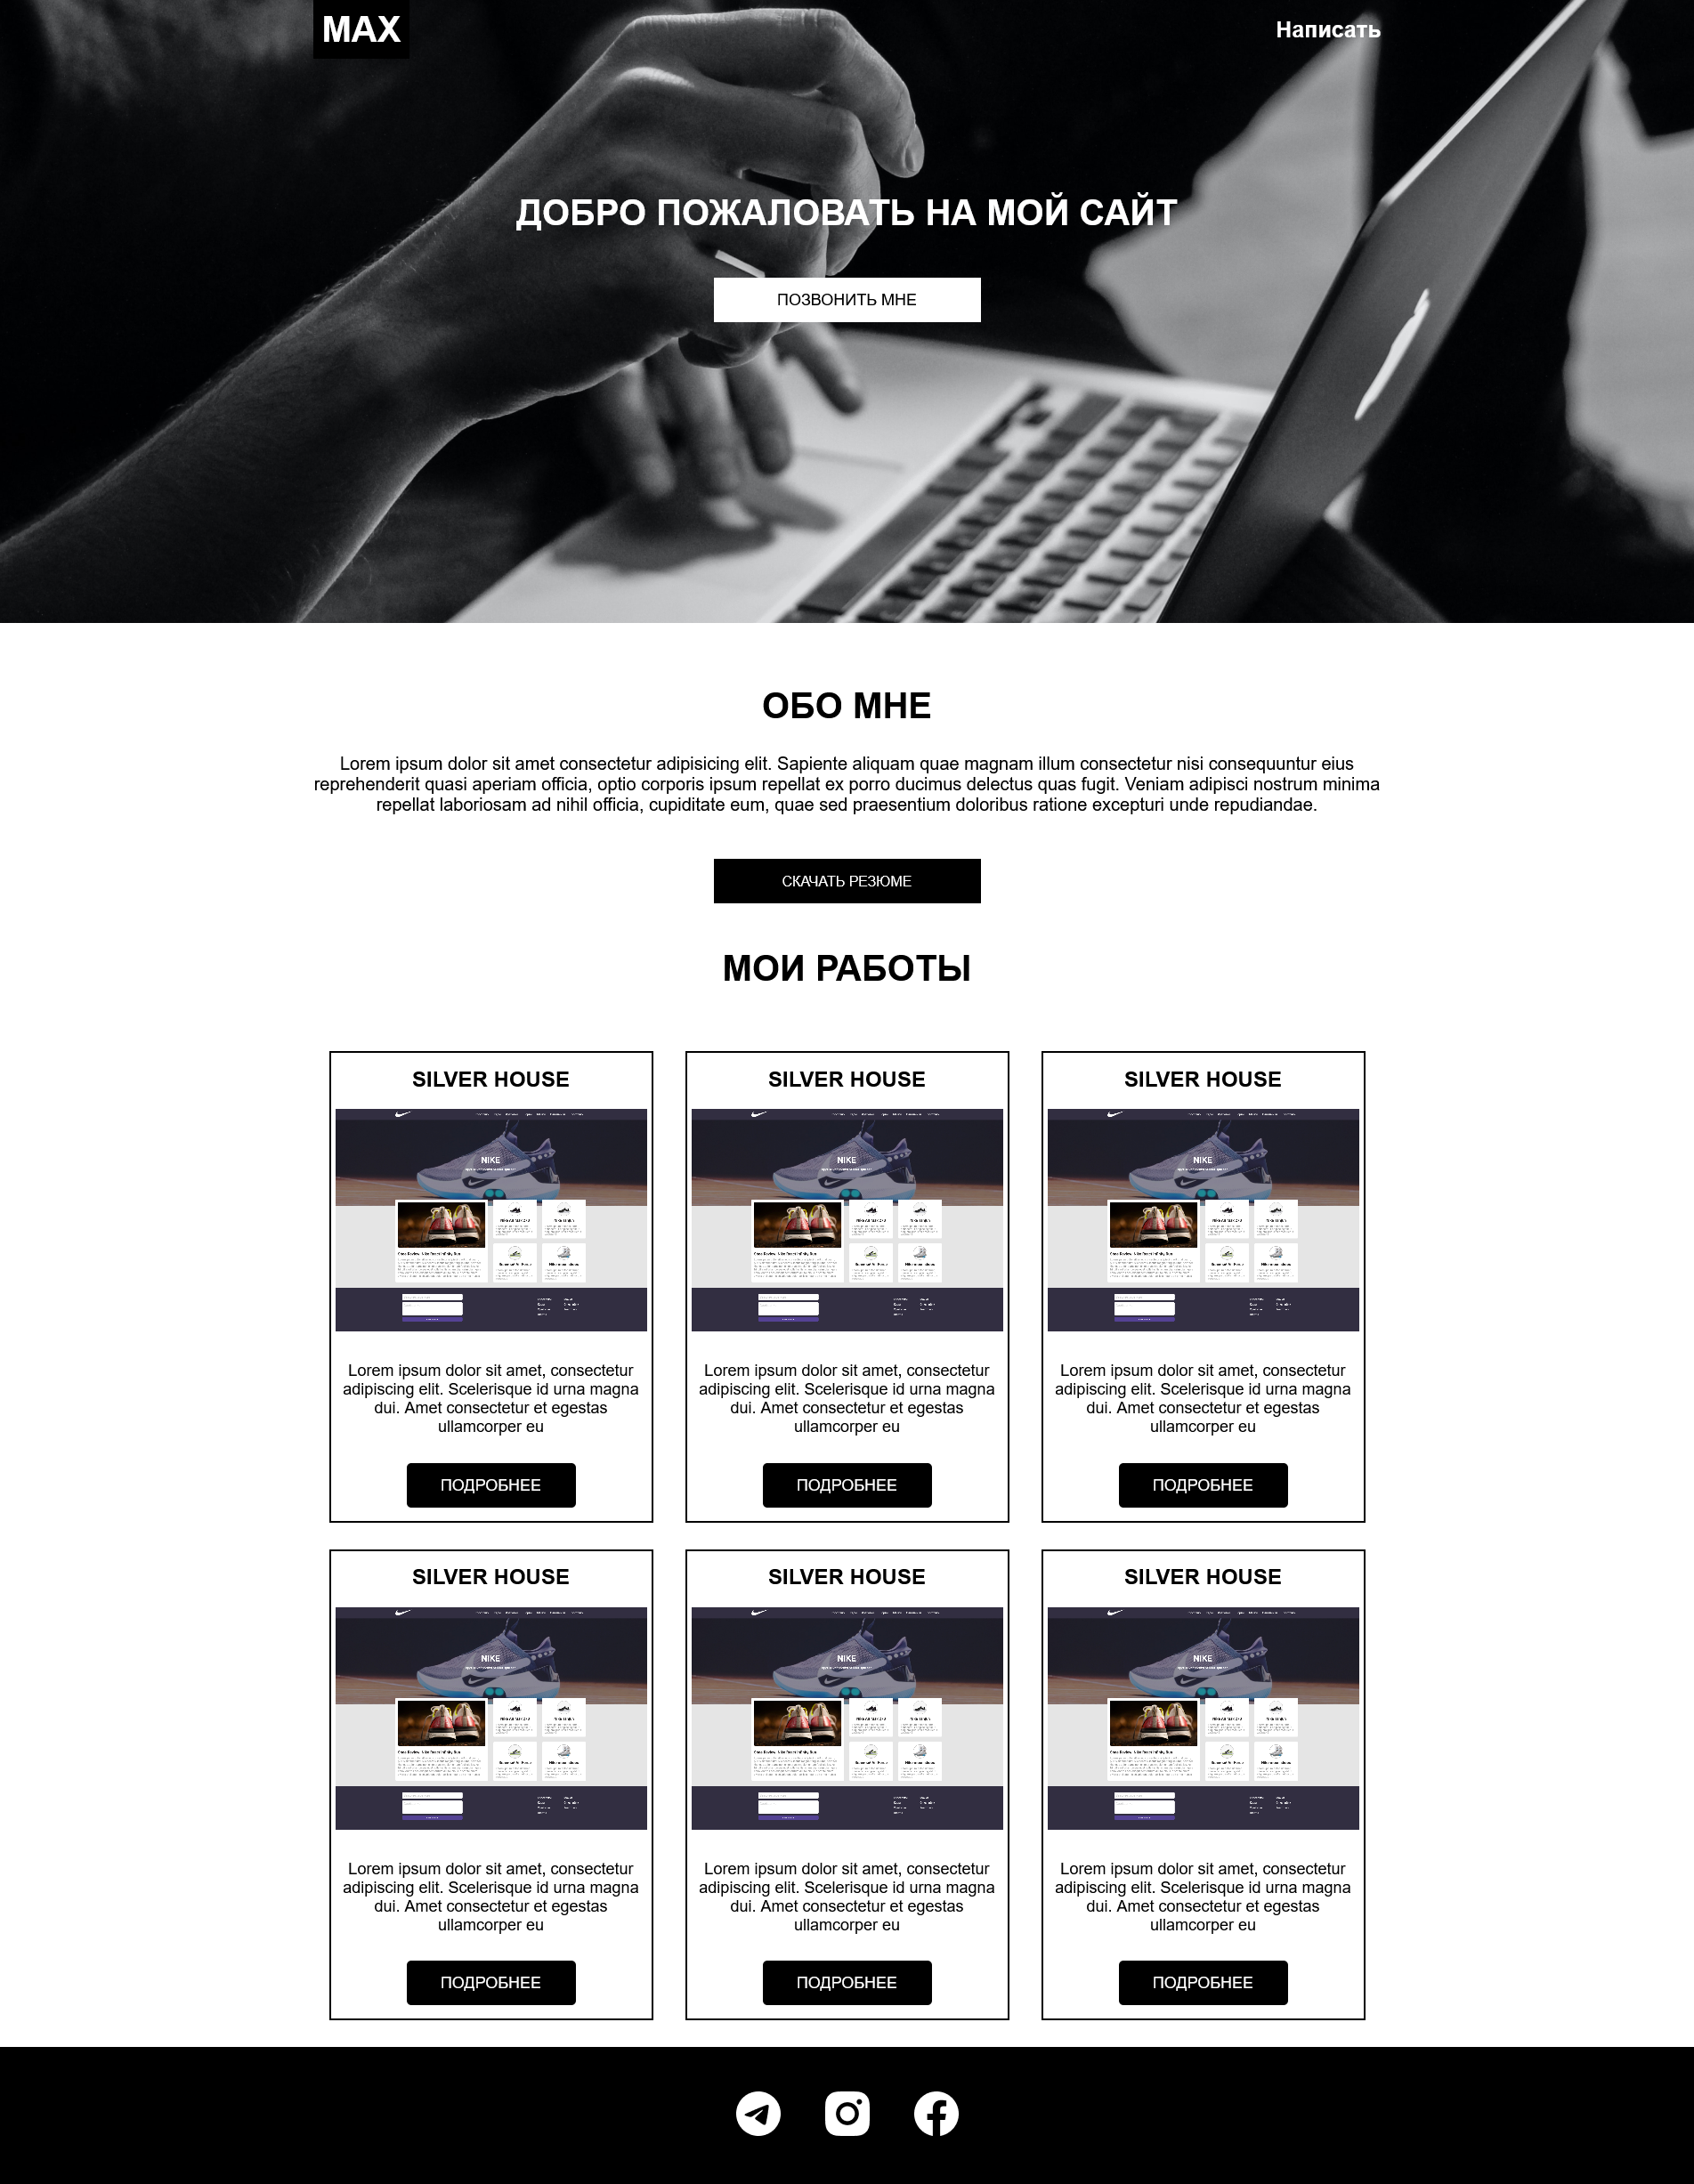 MAX
Написать
ДОБРО ПОЖАЛОВАТЬ НА МОЙ САЙТ
ПОЗВОНИТЬ МНЕ
ОБО МНЕ
Lorem ipsum dolor sit amet consectetur adipisicing elit. Sapiente aliquam quae magnam illum consectetur nisi consequuntur eius
reprehenderit quasi aperiam officia, optio corporis ipsum repellat ex porro ducimus delectus quas fugit. Veniam adipisci nostrum minima
repellat laboriosam ad nihil officia, cupiditate eum, quae sed praesentium doloribus ratione excepturi unde repudiandae.
СКАЧАТЬ РЕЗЮМЕ
МОИ РАБОТЫ
SILVER HOUSE
NIKE
Lorem ipsum dolor sit amet, consectetur
adipiscing elit. Scelerisque id urna magna
dui. Amet consectetur et egestas
ullamcorper eu
ПОДРОБНЕЕ
SILVER HOUSE
NIKE
Lorem ipsum dolor sit amet, consectetur
adipiscing elit. Scelerisque id urna magna
dui. Amet consectetur et egestas
ullamcorper eu
ПОДРОБНЕЕ
SILVER HOUSE
NIKE
Lorem ipsum dolor sit amet, consectetur
adipiscing elit. Scelerisque id urna magna
dui. Amet consectetur et egestas
ullamcorper eu
ПОДРОБНЕЕ
SILVER HOUSE
NIKE
Lorem ipsum dolor sit amet, consectetur
adipiscing elit. Scelerisque id urna magna
dui. Amet consectetur et egestas
ullamcorper eu
ПОДРОБНЕЕ
SILVER HOUSE
NIKE
Lorem ipsum dolor sit amet, consectetur
adipiscing elit. Scelerisque id urna magna
dui. Amet consectetur et egestas
ullamcorper eu
ПОДРОБНЕЕ
SILVER HOUSE
NIKE
Lorem ipsum dolor sit amet, consectetur
adipiscing elit. Scelerisque id urna magna
dui. Amet consectetur et egestas
ullamcorper eu
ПОДРОБНЕЕ